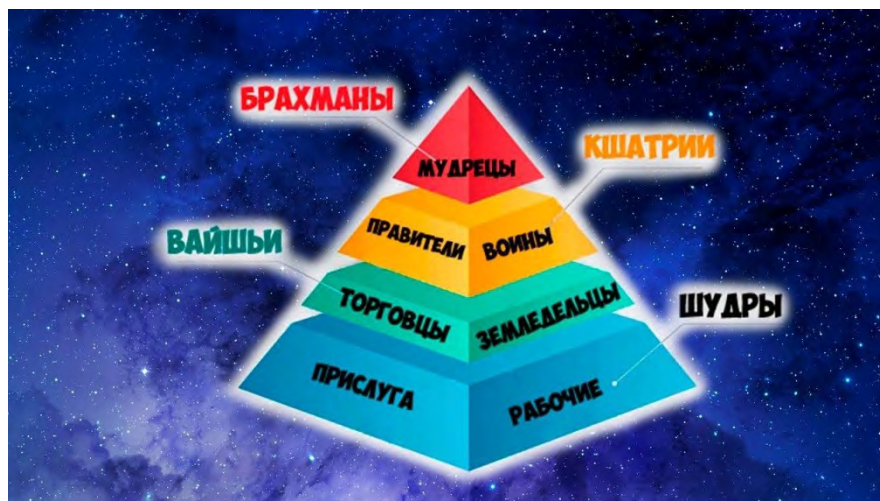 БРАХМАНЫ
МУДРЕЦЫ
КШАТРИИ
ПРАВИТЕЛИ
ВОИНЫ
ВАЙШЬИ
ТОРГОВЦЫ
ЗЕМЛЕДЕЛЬЦЫ
ШУДРЫ
ПРИСЛУГА
РАБОЧИЕ